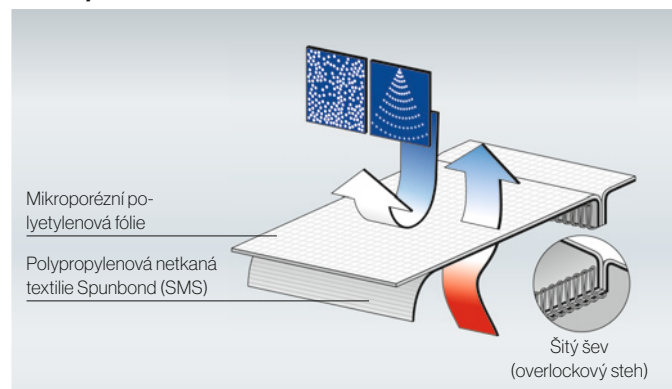 Mikroporézní po-
lyetylenová fólie
Polypropylenová netkaná
textilie Spunbond (SMS)
Šitý šev
(overlockový steh)